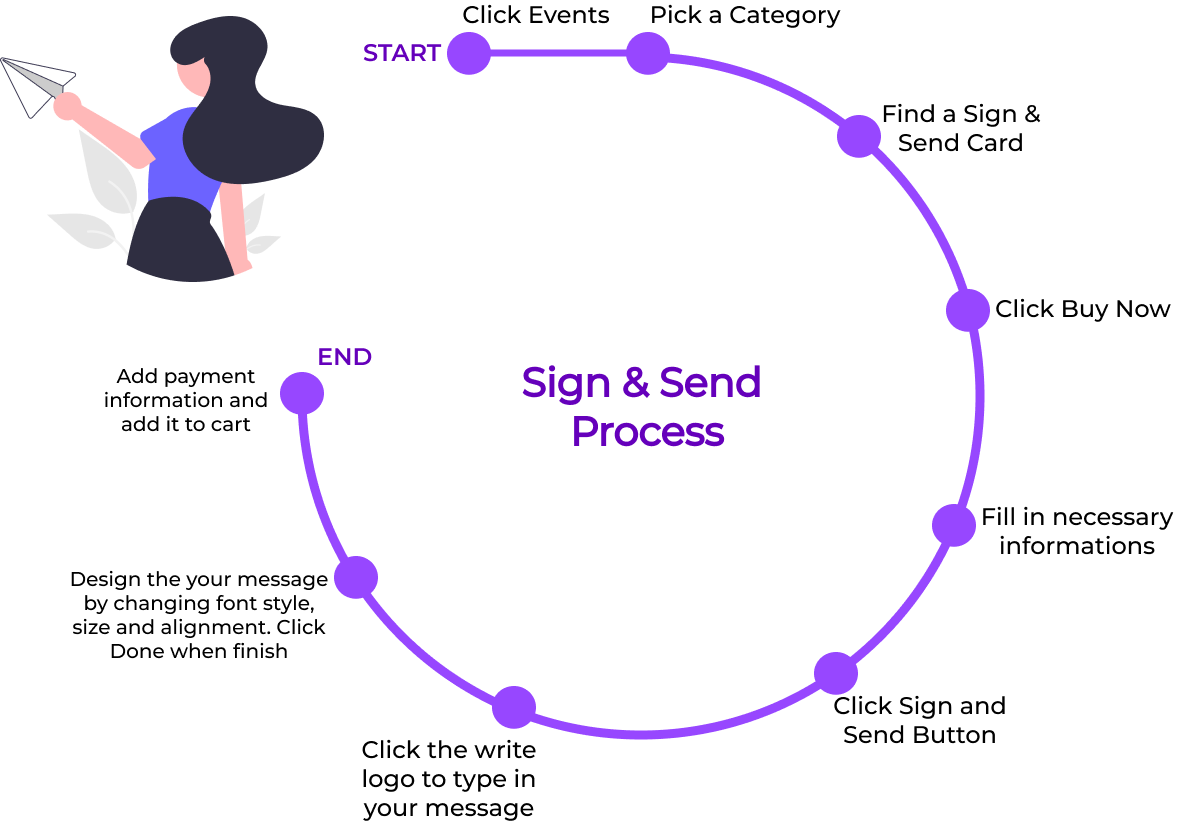 Click Events
Pick a Category
START
Find a Sign &
Send Card
Click Buy Now
Fill in necessary
informations
Click Sign and
Send Button
Click the write
logo to type in
your message
Design the your message
by changing font style,
size and alignment. Click
Done when finish
END
Add payment
information and
add it to cart
Sign & Send
Process